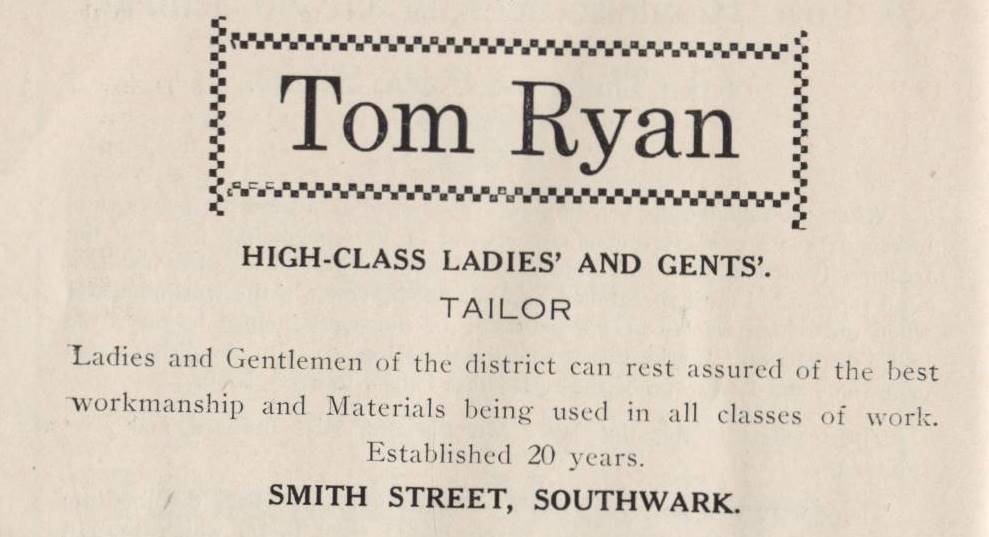 Tom Ryan
HIGH-CLASS LADIES' AND GENTS'.
TAILOR
Ladies and Gentlemen of the district can rest assured of the best
workmanship and Materials being used in all classes of work.
Established 20 years.
SMITH STREET, SOUTHWARK.